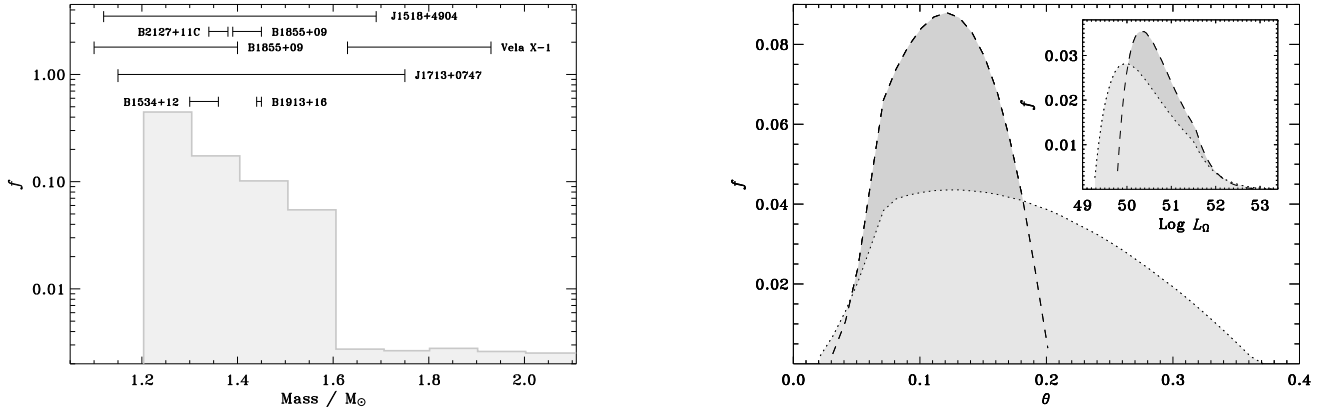 J1518+4904
B2127+11C
B1855+09
B1855+09
Vela X-1
1.00
J1713+0747
B1534+12
B1913+16
f
0.10
0.01
1.2 1.4 1.6 1.8 2.0
Mass / M⊙
0.08
0.06
f
0.04
0.02
0.0 0.1 0.2 0.3 0.4
θ
0.03
f
0.02
0.01
49 50 51 52 53
Log LΩ